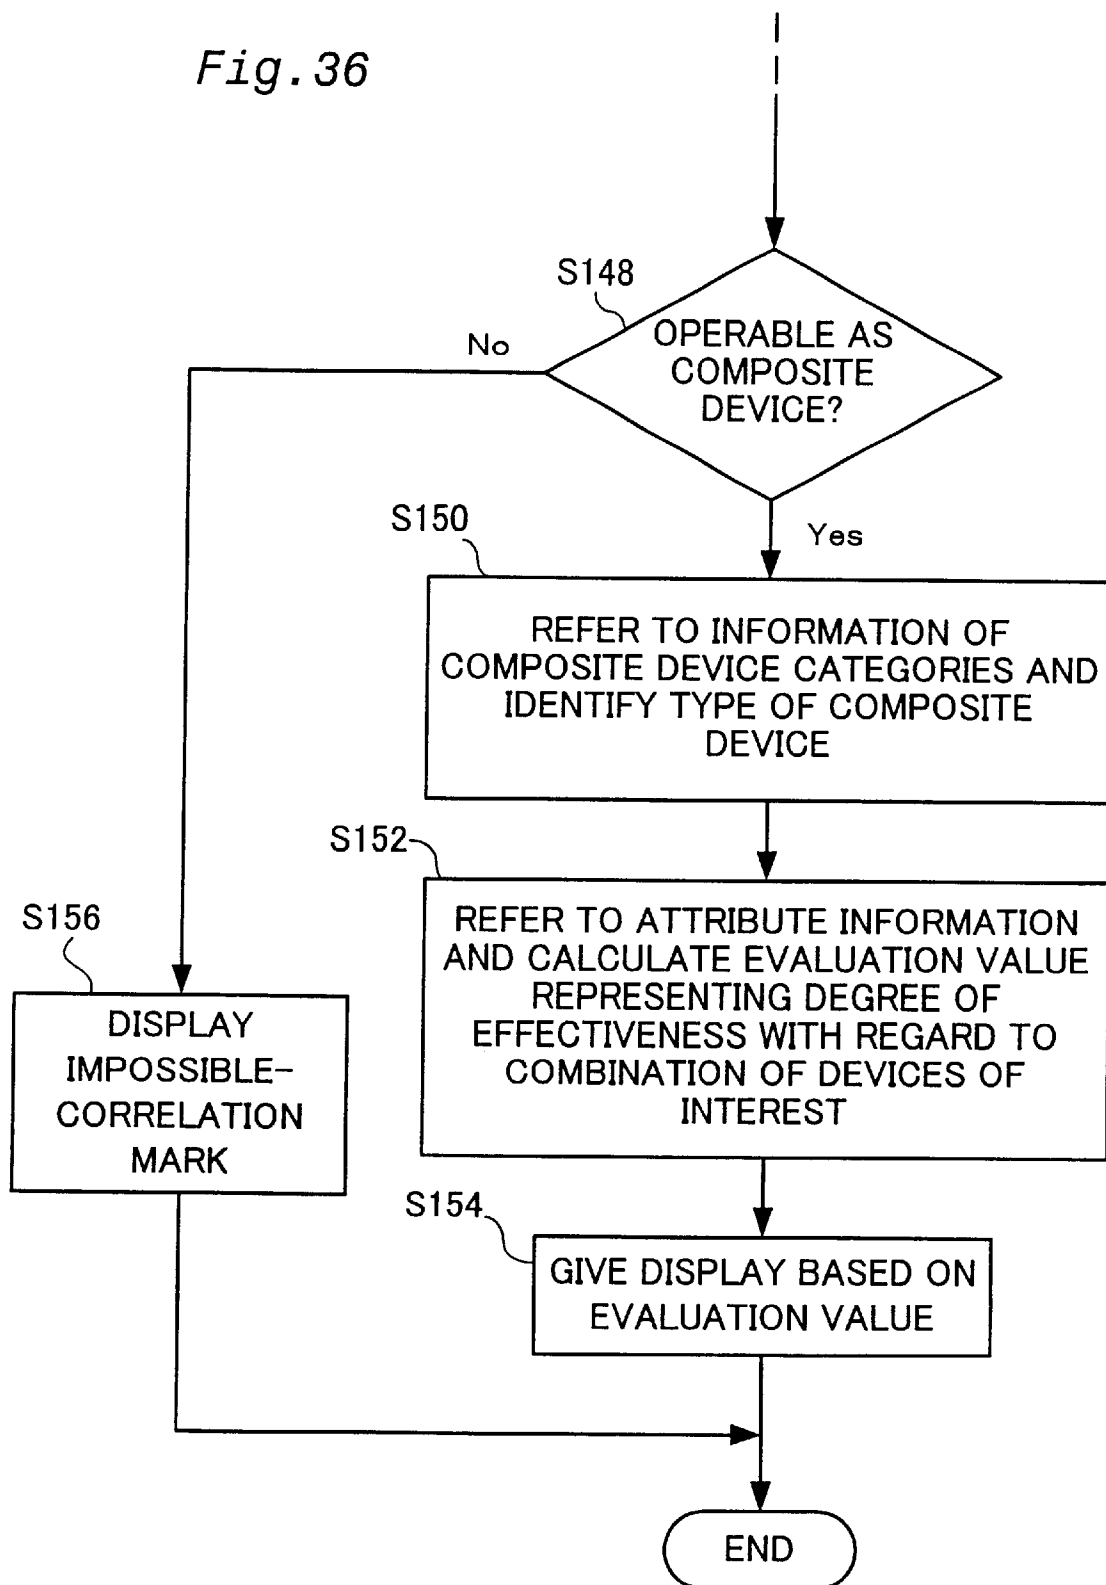 Fig.36
S148
OPERABLE AS
COMPOSITE
DEVICE?
No
Yes
S150
REFER TO INFORMATION OF
COMPOSITE DEVICE CATEGORIES AND
IDENTIFY TYPE OF COMPOSITE
DEVICE
S152
REFER TO ATTRIBUTE INFORMATION
AND CALCULATE EVALUATION VALUE
REPRESENTING DEGREE OF
EFFECTIVENESS WITH REGARD TO
COMBINATION OF DEVICES OF
INTEREST
S156
DISPLAY
IMPOSSIBLE-
CORRELATION
MARK
S154
GIVE DISPLAY BASED ON
EVALUATION VALUE
END